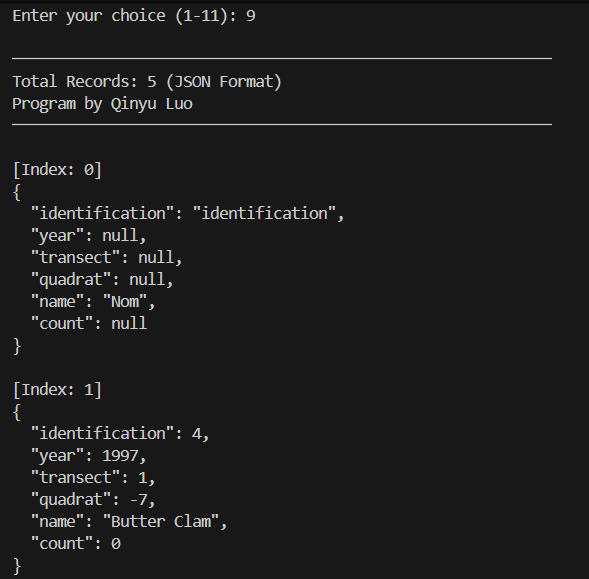 Enter your choice (1-11): 9
Total Records: 5 (JSON Format)
Program by Qinyu Luo
[Index: 0]
{
  "identification": "identification",
  "year": null,
  "transect": null,
  "quadrat": null,
  "name": "Nom",
  "count": null
}
[Index: 1]
{
  "identification": 4,
  "year": 1997,
  "transect": 1,
  "quadrat": -7,
  "name": "Butter Clam",
  "count": 0
}